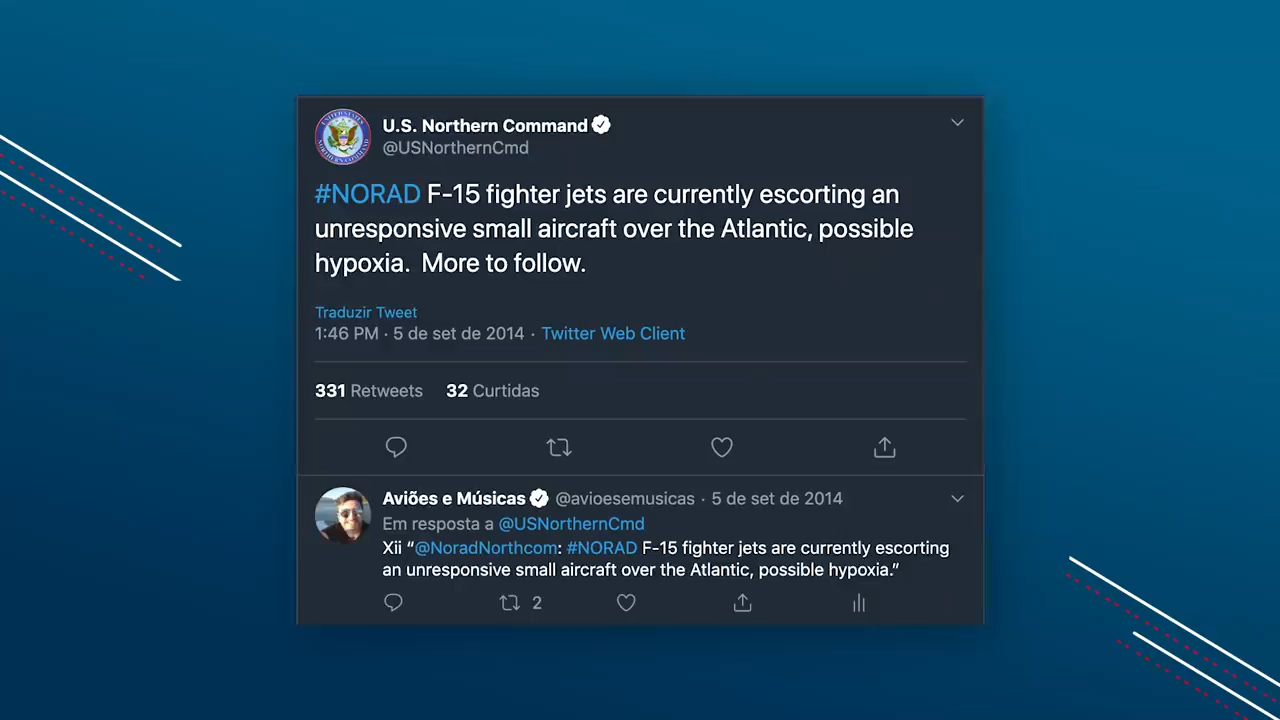 U.S. Northern Command
@USNorthernCmd
#NORAD F-15 fighter jets are currently escorting an
unresponsive small aircraft over the Atlantic, possible
hypoxia.  More to follow.
Traduzir Tweet
1:46 PM · 5 de set de 2014 · Twitter Web Client
331 Retweets 32 Curtidas
Aviões e Músicas @avioesemusicas · 5 de set de 2014
Em resposta a @USNorthernCmd
Xii “@NoradNorthcom: #NORAD F-15 fighter jets are currently escorting
an unresponsive small aircraft over the Atlantic, possible hypoxia.”
2